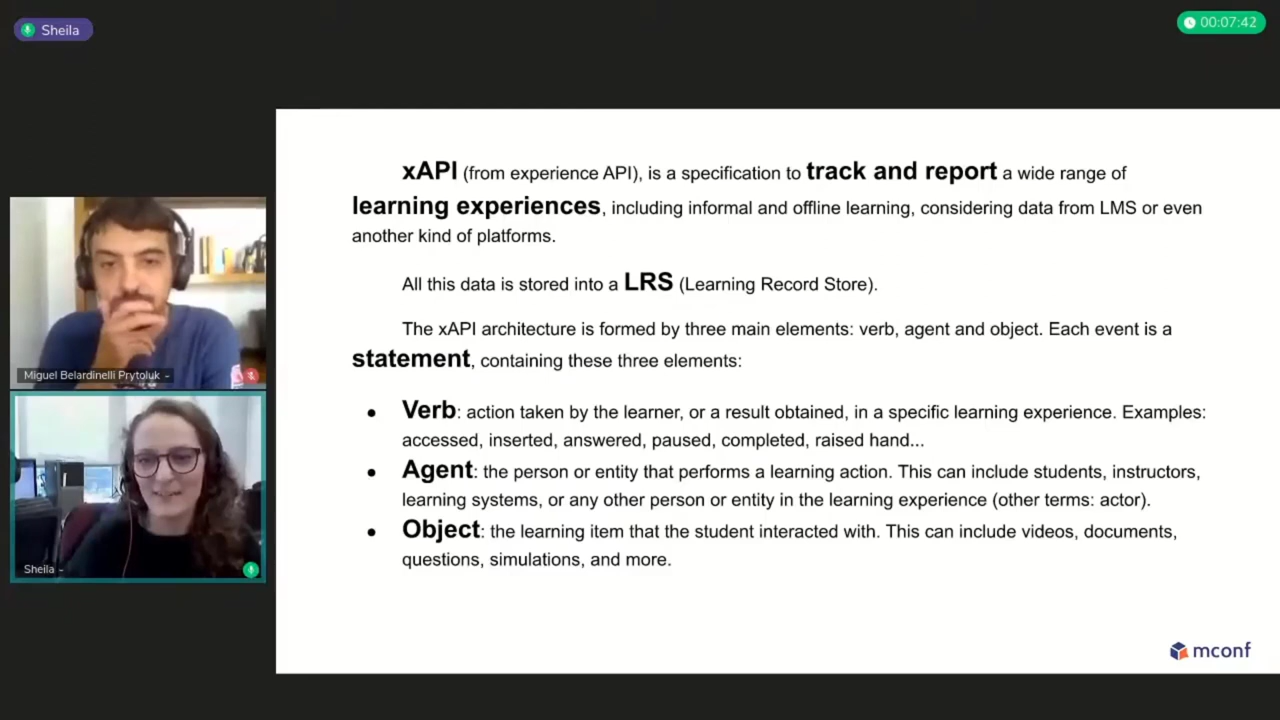 Sheila
00:07:42
xAPI (from experience API), is a specification to track and report a wide range of
learning experiences, including informal and offline learning, considering data from LMS or even
another kind of platforms.
All this data is stored into a LRS (Learning Record Store).
The xAPI architecture is formed by three main elements: verb, agent and object. Each event is a
statement, containing these three elements:
● Verb: action taken by the learner, or a result obtained, in a specific learning experience. Examples:
accessed, inserted, answered, paused, completed, raised hand...
● Agent: the person or entity that performs a learning action. This can include students, instructors,
learning systems, or any other person or entity in the learning experience (other terms: actor).
● Object: the learning item that the student interacted with. This can include videos, documents,
questions, simulations, and more.
Miguel Belardinelli Prytoluk
Sheila
mconf